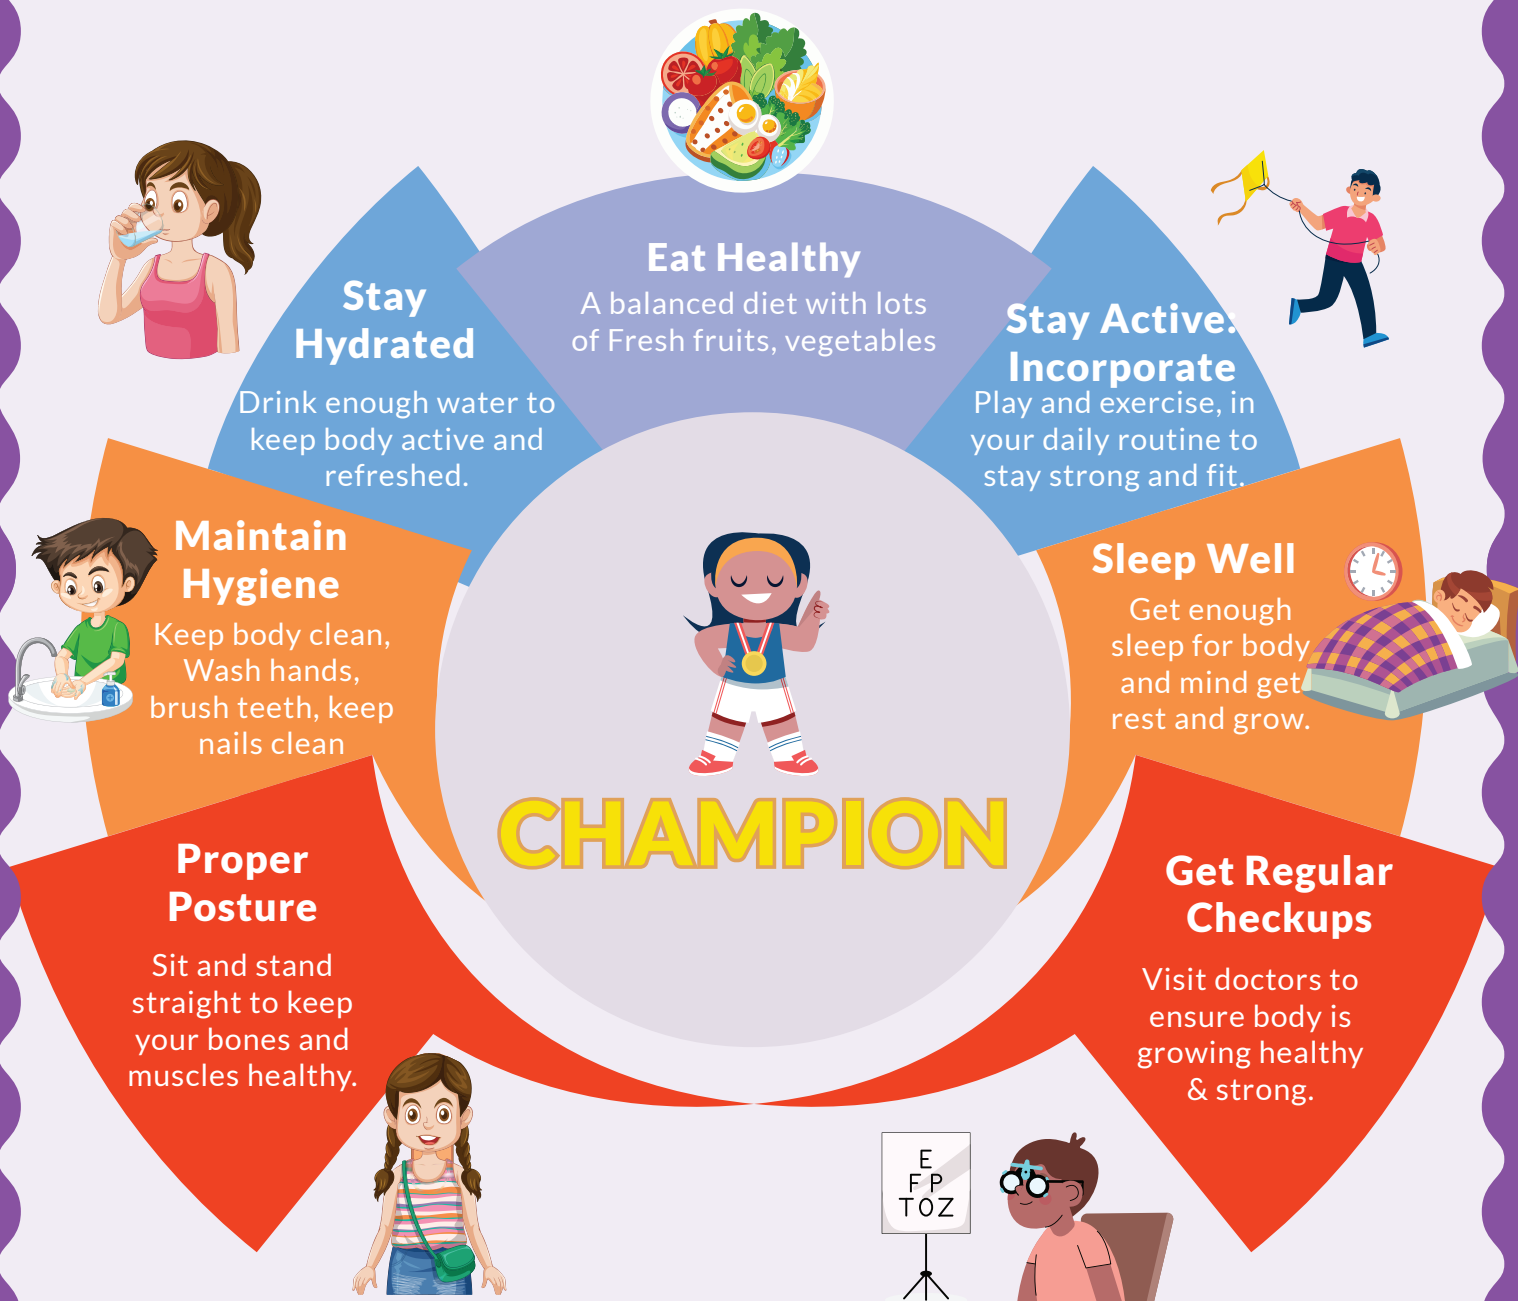 Eat Healthy
A balanced diet with lots
of Fresh fruits, vegetables
Stay
Hydrated
Drink enough water to
keep body active and
refreshed.
Stay Active:
Incorporate
Play and exercise, in
your daily routine to
stay strong and fit.
Maintain
Hygiene
Keep body clean,
Wash hands,
brush teeth, keep
nails clean
Sleep Well
Get enough
sleep for body
and mind get
rest and grow.
CHAMPION
Proper
Posture
Sit and stand
straight to keep
your bones and
muscles healthy.
Get Regular
Checkups
Visit doctors to
ensure body is
growing healthy
& strong.
E
F P
TOZ